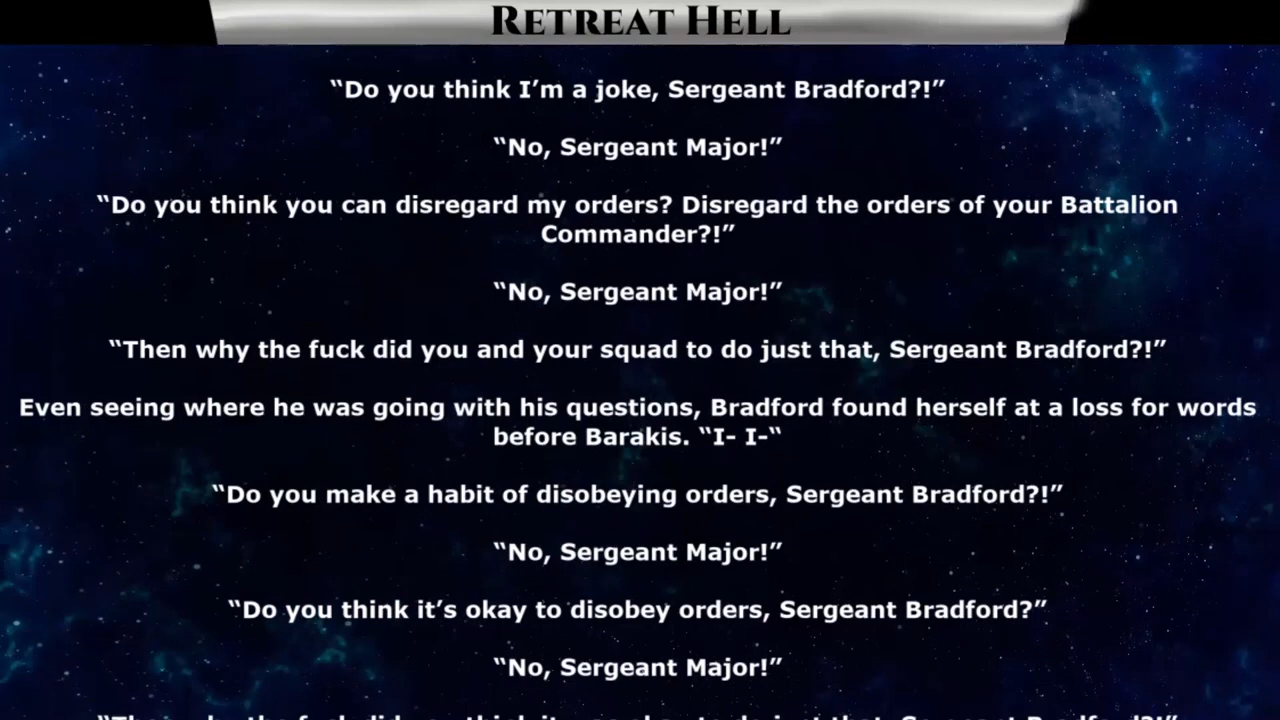 RETREAT HELL
“Do you think I’m a joke, Sergeant Bradford?!”
“No, Sergeant Major!”
“Do you think you can disregard my orders? Disregard the orders of your Battalion
Commander?!”
“No, Sergeant Major!”
“Then why the fuck did you and your squad to do just that, Sergeant Bradford?!”
Even seeing where he was going with his questions, Bradford found herself at a loss for words
before Barakis. “I- I-“
“Do you make a habit of disobeying orders, Sergeant Bradford?!”
“No, Sergeant Major!”
“Do you think it’s okay to disobey orders, Sergeant Bradford?”
“No, Sergeant Major!”